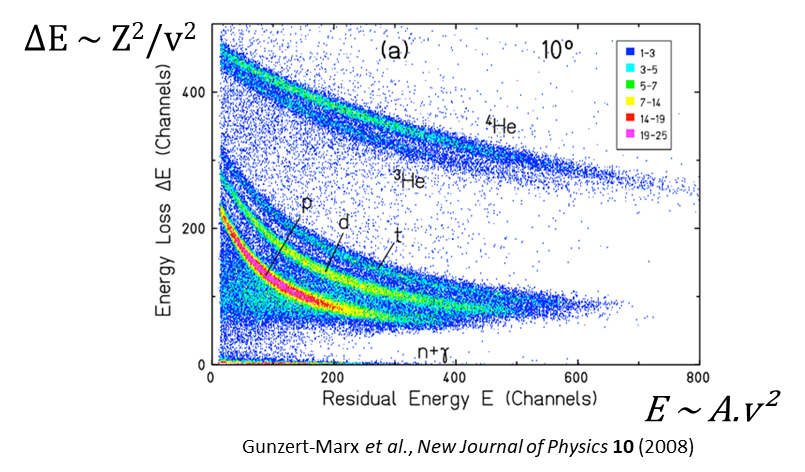 ΔE ~ Z²/v²
(a)
10°
1-3
3-5
5-7
7-14
14-19
19-25
Energy Loss ΔE (Channels)
400
200
0
⁴He
³He
p
d
t
n+γ
0
200
400
600
800
Residual Energy E (Channels)
E ~ A.v²
Gunzert-Marx et al., New Journal of Physics 10 (2008)